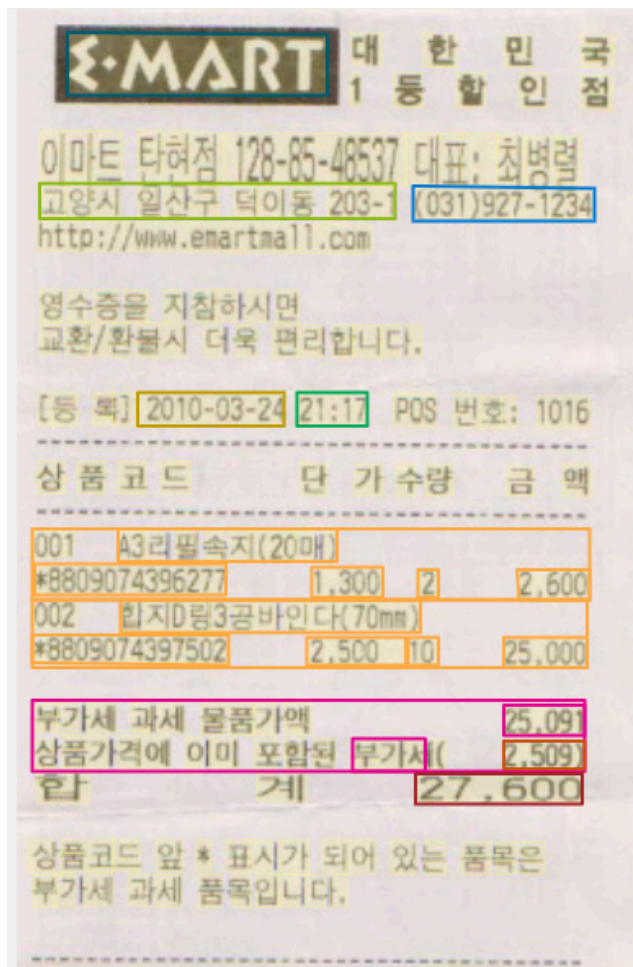 E·MART 대한민국
1등할인점
이마트 탄현점 128-85-48537 대표: 최병렬
고양시 일산구 덕이동 203-1 (031)927-1234
http://www.emartmall.com
영수증을 지참하시면
교환/환불시 더욱 편리합니다.
[등 록] 2010-03-24 21:17 POS 번호: 1016
상 품 코 드 단 가 수량 금 액
001 A3리필속지(20매)
*8809074396277 1,300 2 2,600
002 합지D링3공바인다(70mm)
*8809074397502 2,500 10 25,000
부가세 과세 물품가액 25,091
상품가격에 이미 포함된 부가세( 2,509)
합 계 27,600
상품코드 앞 * 표시가 되어 있는 품목은
부가세 과세 품목입니다.